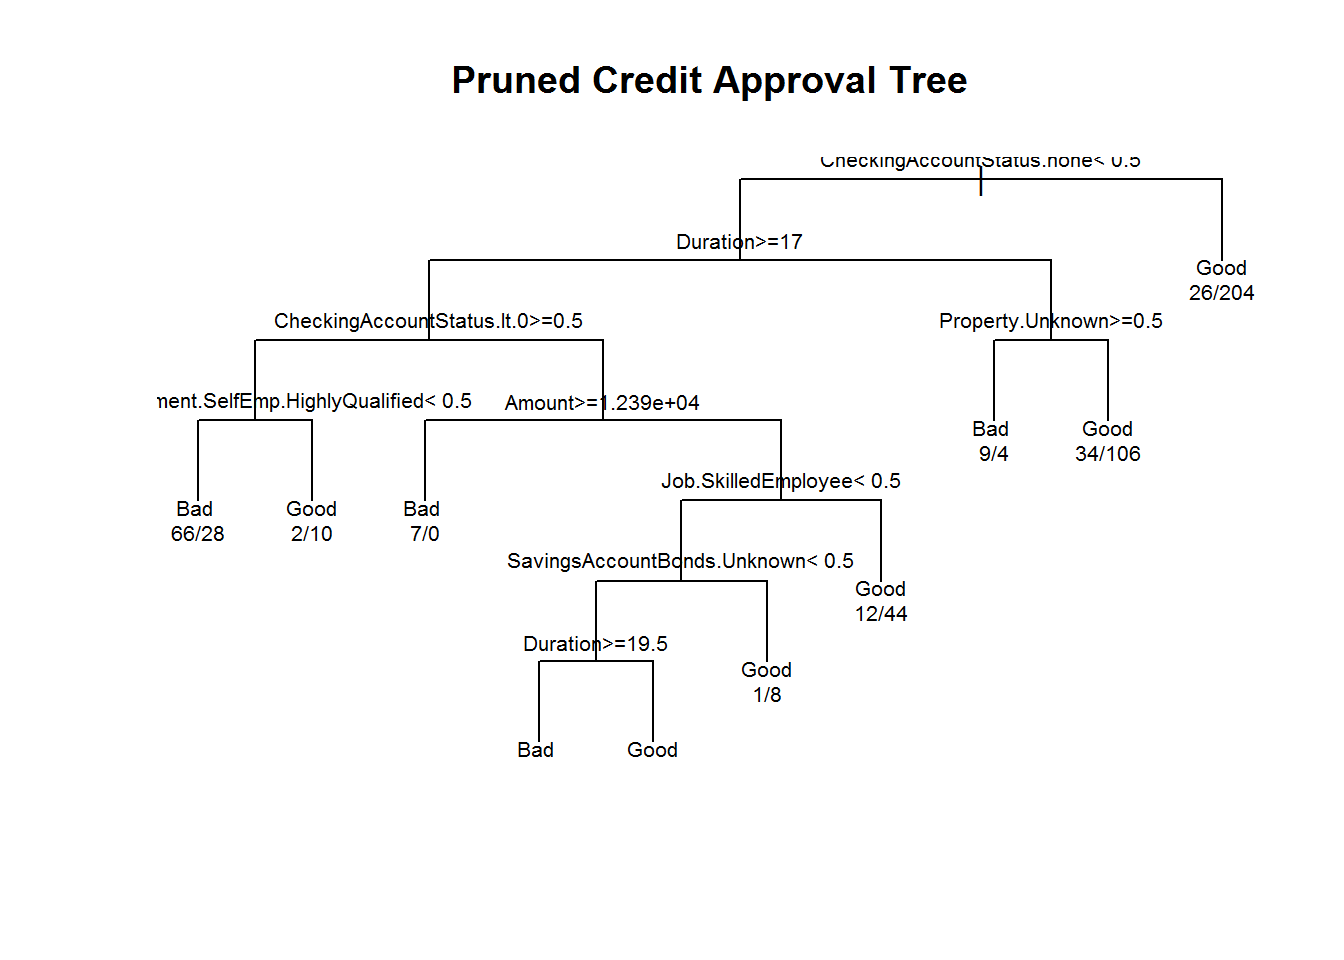 Pruned Credit Approval Tree
CheckingAccountStatus.none< 0.5
Duration>=17
Good
26/204
CheckingAccountStatus.lt.0>=0.5
Property.Unknown>=0.5
ment.SelfEmp.HighlyQualified< 0.5
Amount>=1.239e+04
Bad
9/4
Good
34/106
Job.SkilledEmployee< 0.5
Bad
66/28
Good
2/10
Bad
7/0
SavingsAccountBonds.Unknown< 0.5
Good
12/44
Duration>=19.5
Good
1/8
Bad
Good